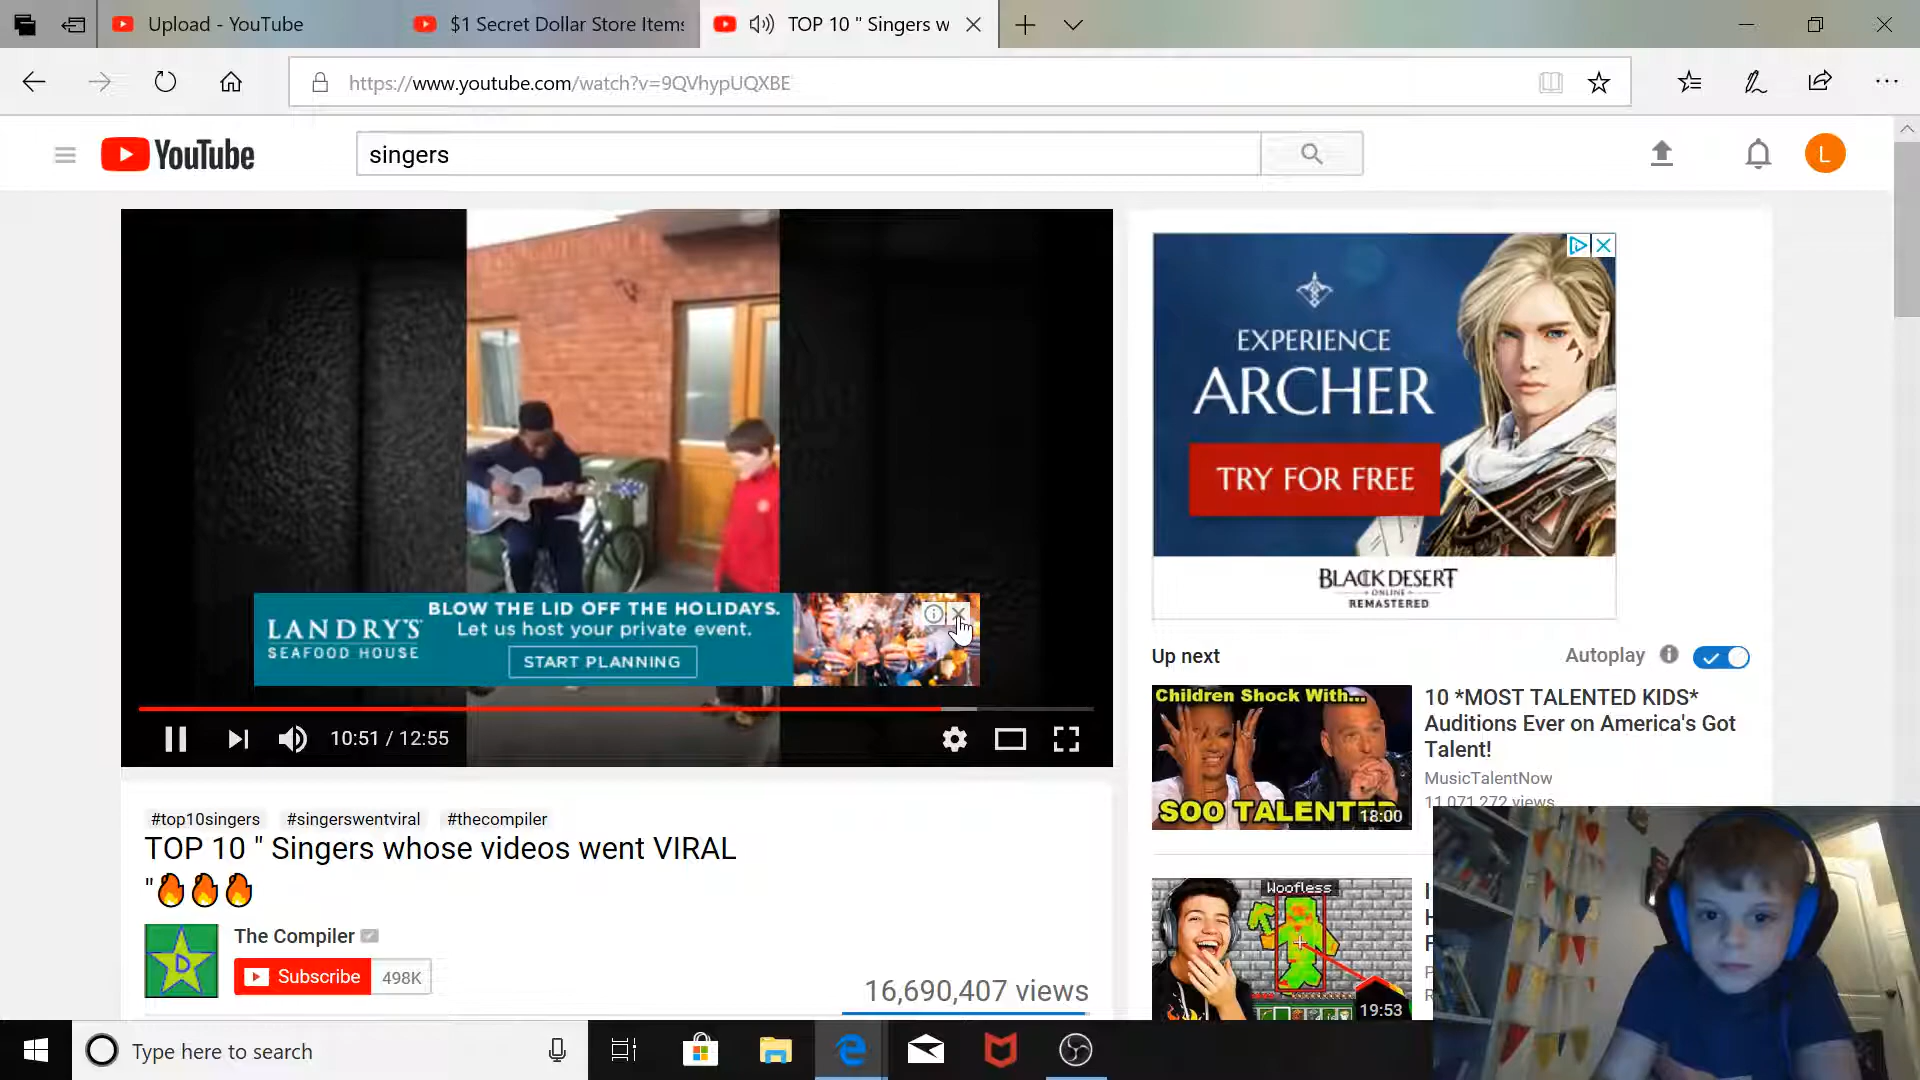 Upload - YouTube
$1 Secret Dollar Store Items
TOP 10 " Singers w
https://www.youtube.com/watch?v=9QVhypUQXBE
YouTube
singers
L
EXPERIENCE
ARCHER
TRY FOR FREE
BLACK DESERT
ONLINE
REMASTERED
LANDRY'S
SEAFOOD HOUSE
BLOW THE LID OFF THE HOLIDAYS.
Let us host your private event.
START PLANNING
10:51 / 12:55
Up next
Autoplay
Children Shock With...
SOO TALENTED
18:00
10 *MOST TALENTED KIDS*
Auditions Ever on America's Got
Talent!
MusicTalentNow
11,071,272 views
#top10singers #singerswentviral #thecompiler
TOP 10 " Singers whose videos went VIRAL
"🔥🔥🔥
D
The Compiler
Subscribe 498K
16,690,407 views
Woofless
19:53
Type here to search